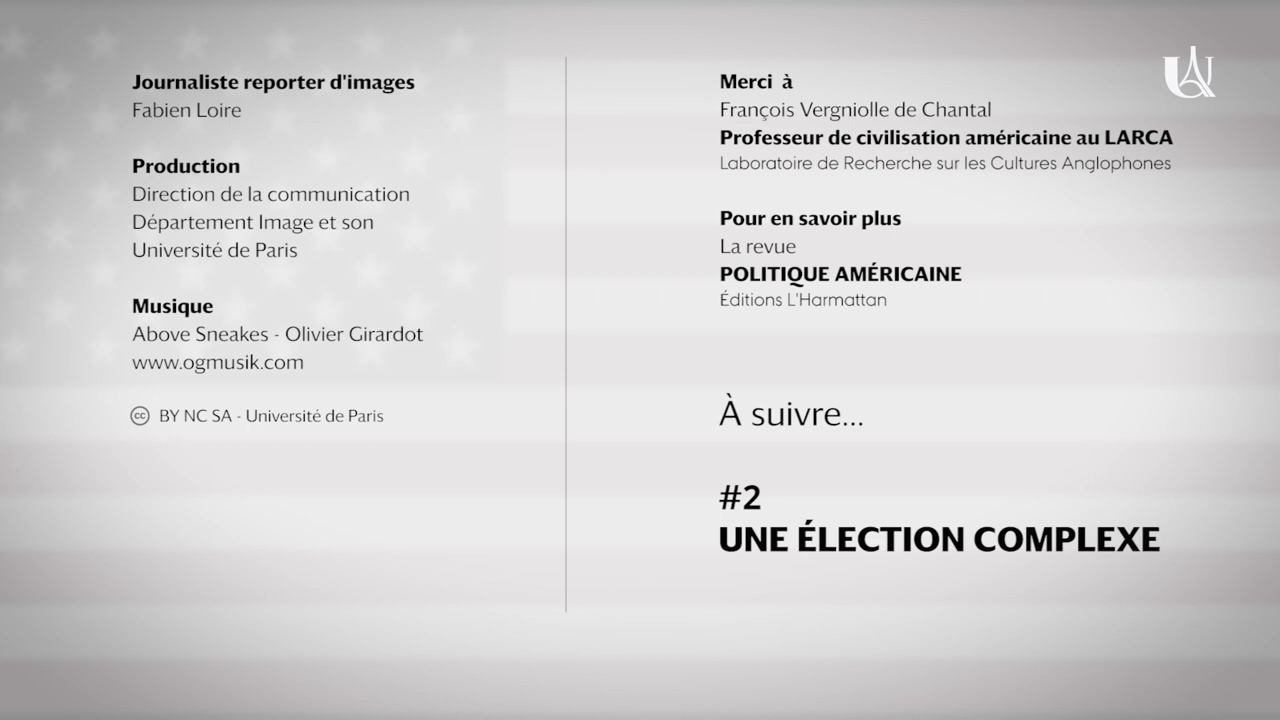 Journaliste reporter d'images
Fabien Loire
Production
Direction de la communication
Département Image et son
Université de Paris
Musique
Above Sneakes - Olivier Girardot
www.ogmusik.com
cc BY NC SA - Université de Paris
Merci à
François Vergniolle de Chantal
Professeur de civilisation américaine au LARCA
Laboratoire de Recherche sur les Cultures Anglophones
Pour en savoir plus
La revue
POLITIQUE AMÉRICAINE
Éditions L'Harmattan
À suivre...
#2
UNE ÉLECTION COMPLEXE